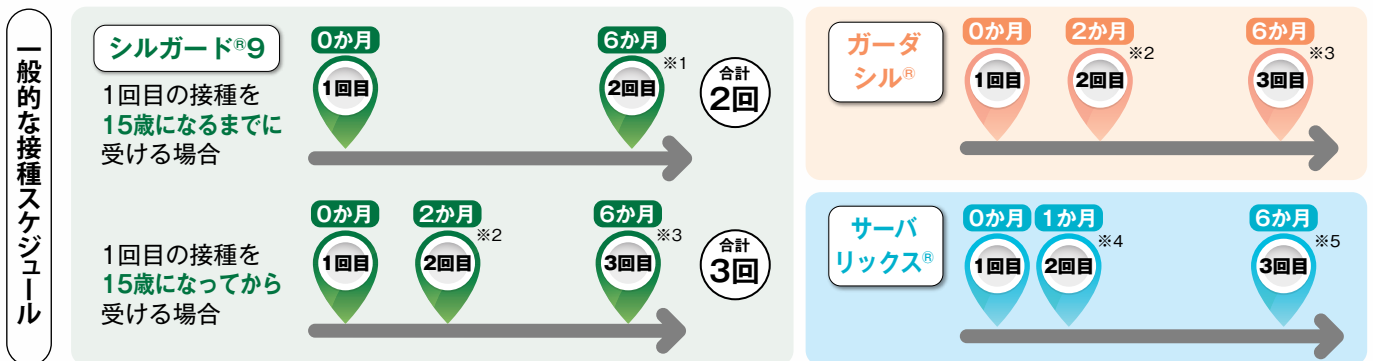 一般的な接種スケジュール
シルガード®9
1回目の接種を
15歳になるまでに
受ける場合
0か月
1回目
6か月
2回目
※1
合計
2回
1回目の接種を
15歳になってから
受ける場合
0か月
1回目
2か月
2回目
※2
6か月
3回目
※3
合計
3回
ガーダ
シル®
0か月
1回目
2か月
2回目
※2
6か月
3回目
※3
サーバ
リックス®
0か月
1回目
1か月
2回目
※4
6か月
3回目
※5